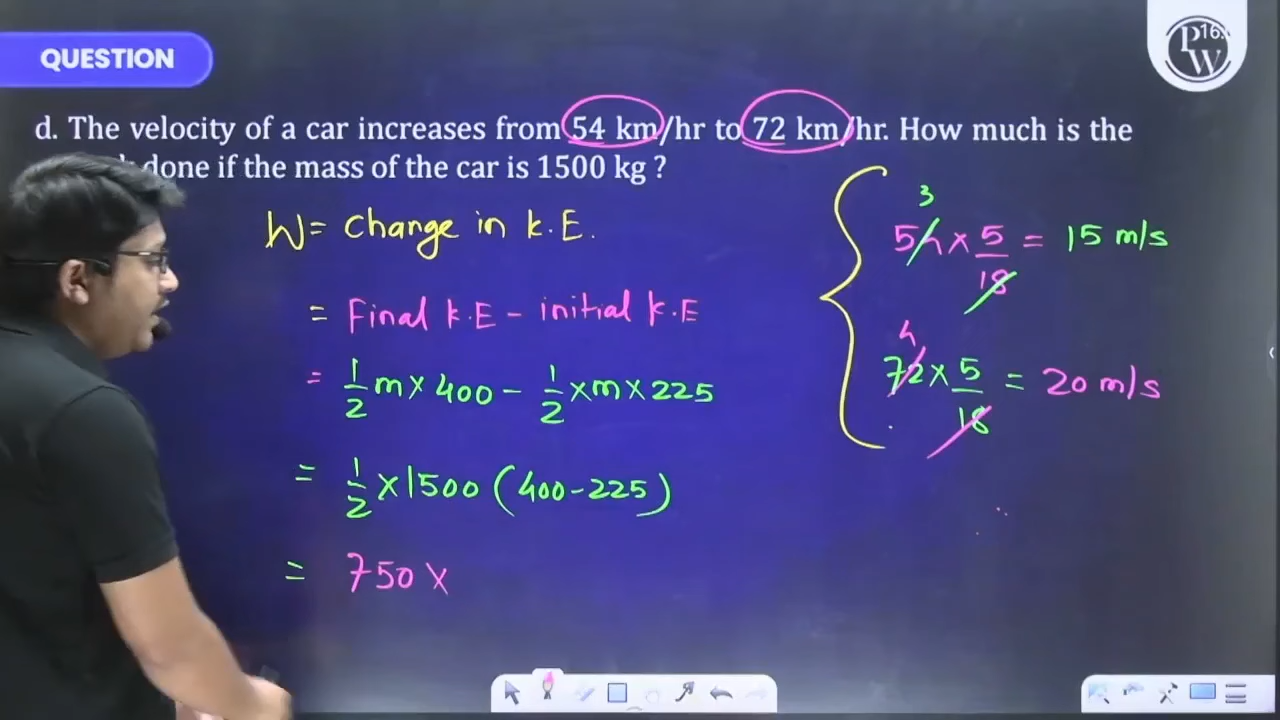 QUESTION
P 16. W
d. The velocity of a car increases from 54 km/hr to 72 km/hr. How much is the
done if the mass of the car is 1500 kg ?
W = Change in k.E.
= Final k.E - initial k.E
= 1/2 m × 400 - 1/2 × m × 225
= 1/2 × 1500 (400-225)
= 750 ×
3
54 × 5/18 = 15 m/s
4
72 × 5/18 = 20 m/s